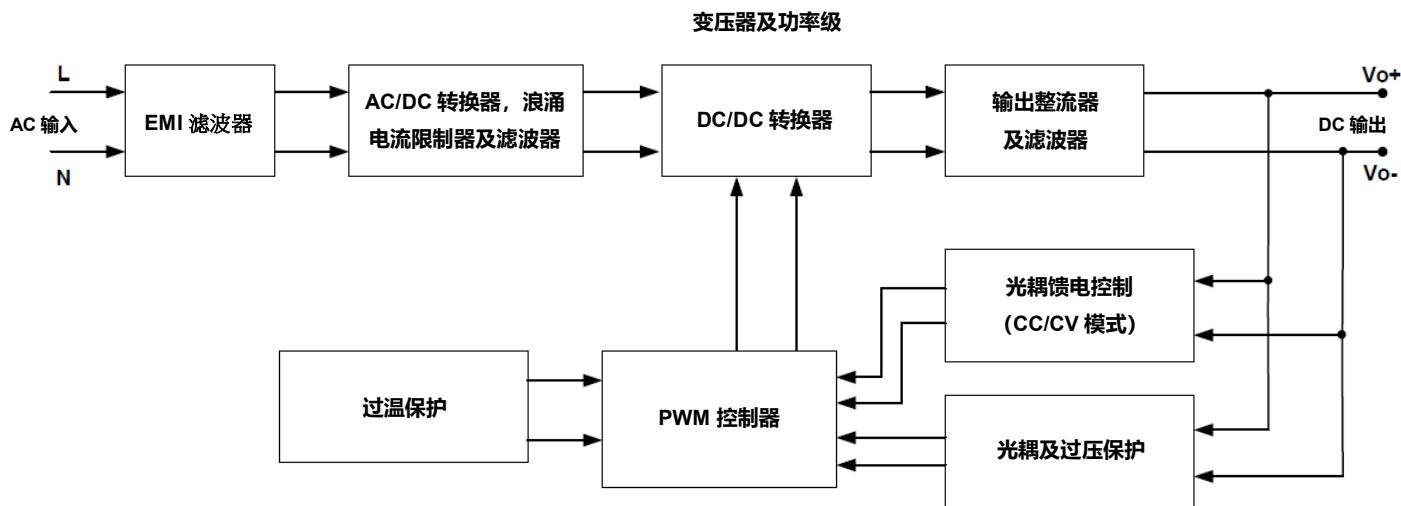 变压器及功率级
L
AC 输入
N
EMI 滤波器
AC/DC 转换器，浪涌
电流限制器及滤波器
DC/DC 转换器
输出整流器
及滤波器
Vo+
DC 输出
Vo-
光耦馈电控制
（CC/CV 模式）
过温保护
PWM 控制器
光耦及过压保护